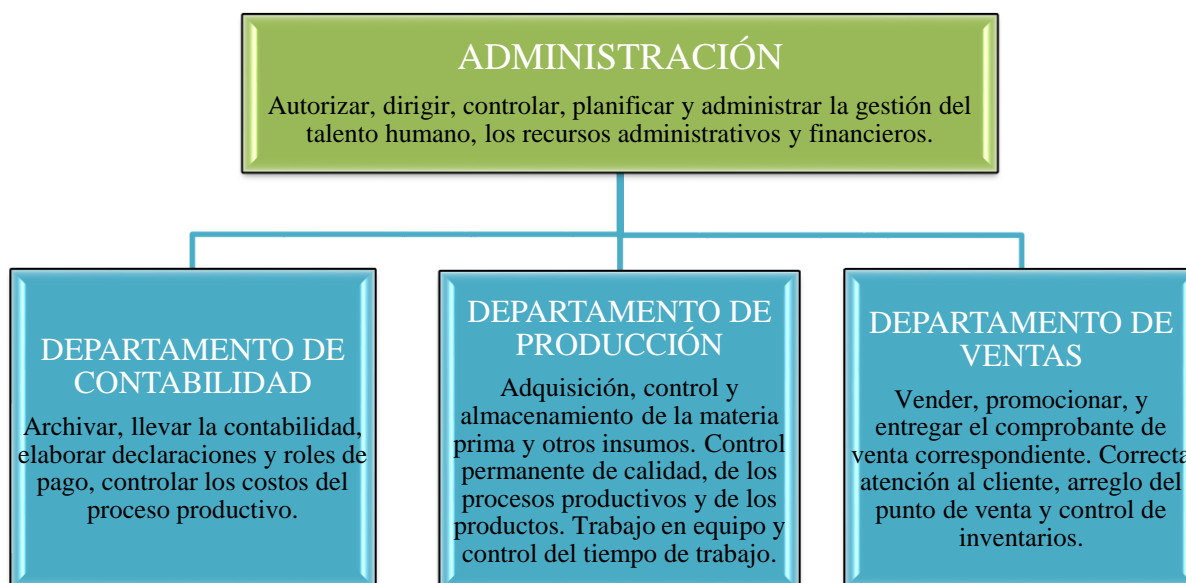 ADMINISTRACIÓN
Autorizar, dirigir, controlar, planificar y administrar la gestión del
talento humano, los recursos administrativos y financieros.
DEPARTAMENTO DE
CONTABILIDAD
Archivar, llevar la contabilidad,
elaborar declaraciones y roles de
pago, controlar los costos del
proceso productivo.
DEPARTAMENTO DE
PRODUCCIÓN
Adquisición, control y
almacenamiento de la materia
prima y otros insumos. Control
permanente de calidad, de los
procesos productivos y de los
productos. Trabajo en equipo y
control del tiempo de trabajo.
DEPARTAMENTO DE
VENTAS
Vender, promocionar, y
entregar el comprobante de
venta correspondiente. Correcta
atención al cliente, arreglo del
punto de venta y control de
inventarios.